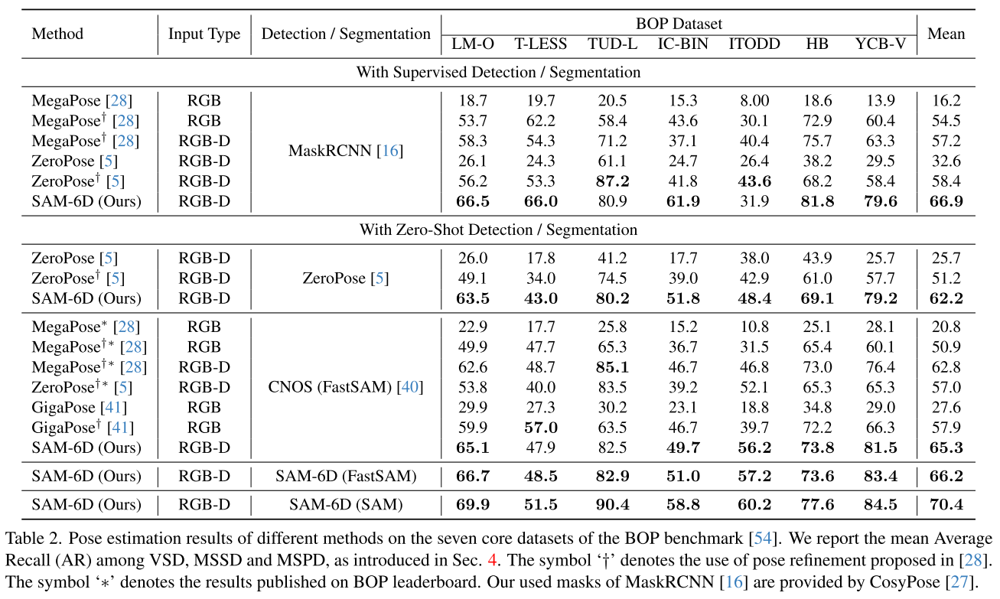 Method Input Type Detection / Segmentation BOP Dataset Mean
LM-O T-LESS TUD-L IC-BIN ITODD HB YCB-V
With Supervised Detection / Segmentation
MegaPose [28] RGB 18.7 19.7 20.5 15.3 8.00 18.6 13.9 16.2
MegaPose† [28] RGB 53.7 62.2 58.4 43.6 30.1 72.9 60.4 54.5
MegaPose† [28] RGB-D MaskRCNN [16] 58.3 54.3 71.2 37.1 40.4 75.7 63.3 57.2
ZeroPose [5] RGB-D 26.1 24.3 61.1 24.7 26.4 38.2 29.5 32.6
ZeroPose† [5] RGB-D 56.2 53.3 87.2 41.8 43.6 68.2 58.4 58.4
SAM-6D (Ours) RGB-D 66.5 66.0 80.9 61.9 31.9 81.8 79.6 66.9
With Zero-Shot Detection / Segmentation
ZeroPose [5] RGB-D 26.0 17.8 41.2 17.7 38.0 43.9 25.7 25.7
ZeroPose† [5] RGB-D ZeroPose [5] 49.1 34.0 74.5 39.0 42.9 61.0 57.7 51.2
SAM-6D (Ours) RGB-D 63.5 43.0 80.2 51.8 48.4 69.1 79.2 62.2
MegaPose* [28] RGB 22.9 17.7 25.8 15.2 10.8 25.1 28.1 20.8
MegaPose†* [28] RGB 49.9 47.7 65.3 36.7 31.5 65.4 60.1 50.9
MegaPose†* [28] RGB-D 62.6 48.7 85.1 46.7 46.8 73.0 76.4 62.8
ZeroPose†* [5] RGB-D CNOS (FastSAM) [40] 53.8 40.0 83.5 39.2 52.1 65.3 65.3 57.0
GigaPose [41] RGB 29.9 27.3 30.2 23.1 18.8 34.8 29.0 27.6
GigaPose† [41] RGB 59.9 57.0 63.5 46.7 39.7 72.2 66.3 57.9
SAM-6D (Ours) RGB-D 65.1 47.9 82.5 49.7 56.2 73.8 81.5 65.3
SAM-6D (Ours) RGB-D SAM-6D (FastSAM) 66.7 48.5 82.9 51.0 57.2 73.6 83.4 66.2
SAM-6D (Ours) RGB-D SAM-6D (SAM) 69.9 51.5 90.4 58.8 60.2 77.6 84.5 70.4
Table 2. Pose estimation results of different methods on the seven core datasets of the BOP benchmark [54]. We report the mean Average
Recall (AR) among VSD, MSSD and MSPD, as introduced in Sec. 4. The symbol ‘†’ denotes the use of pose refinement proposed in [28].
The symbol ‘∗’ denotes the results published on BOP leaderboard. Our used masks of MaskRCNN [16] are provided by CosyPose [27].